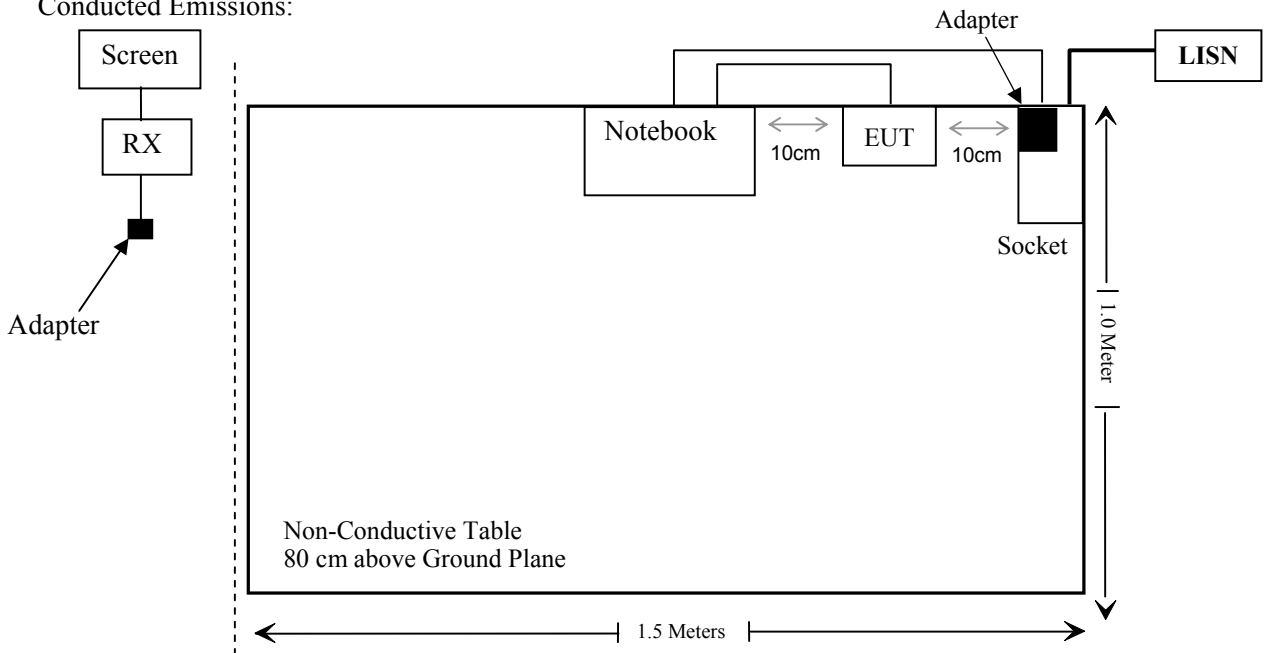 Conducted Emissions:
Adapter
Screen
LISN
RX
Notebook
10cm
EUT
10cm
Socket
Adapter
1.0 Meter
Non-Conductive Table
80 cm above Ground Plane
1.5 Meters